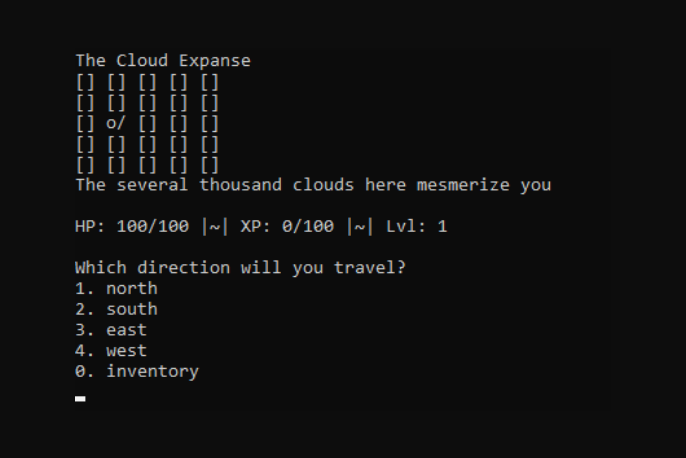 The Cloud Expanse
[] [] [] [] []
[] [] [] [] []
[] o/ [] [] []
[] [] [] [] []
[] [] [] [] []
The several thousand clouds here mesmerize you
HP: 100/100 |~| XP: 0/100 |~| Lvl: 1
Which direction will you travel?
1. north
2. south
3. east
4. west
0. inventory